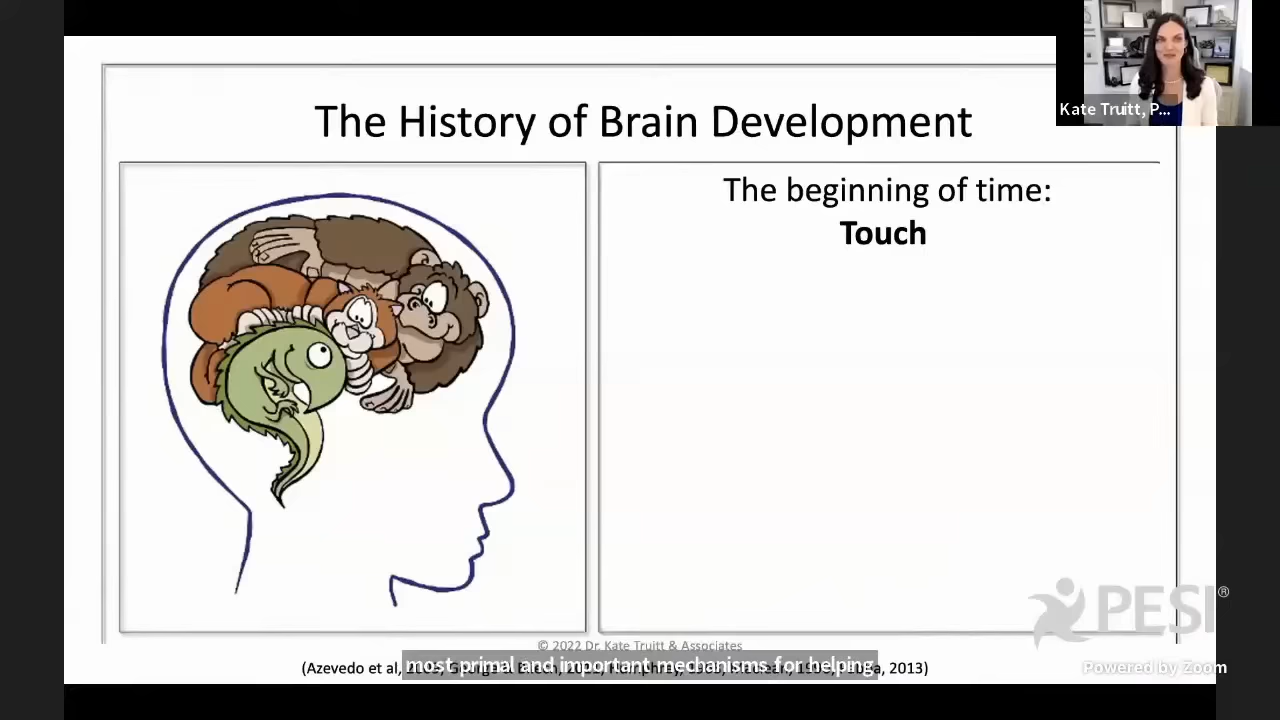 The History of Brain Development
Kate Truitt, P...
The beginning of time:
Touch
PESI®
© 2022 Dr. Kate Truitt & Associates
(Azevedo et al, 2013)
most primal and important mechanisms for helping
Powered by Zoom